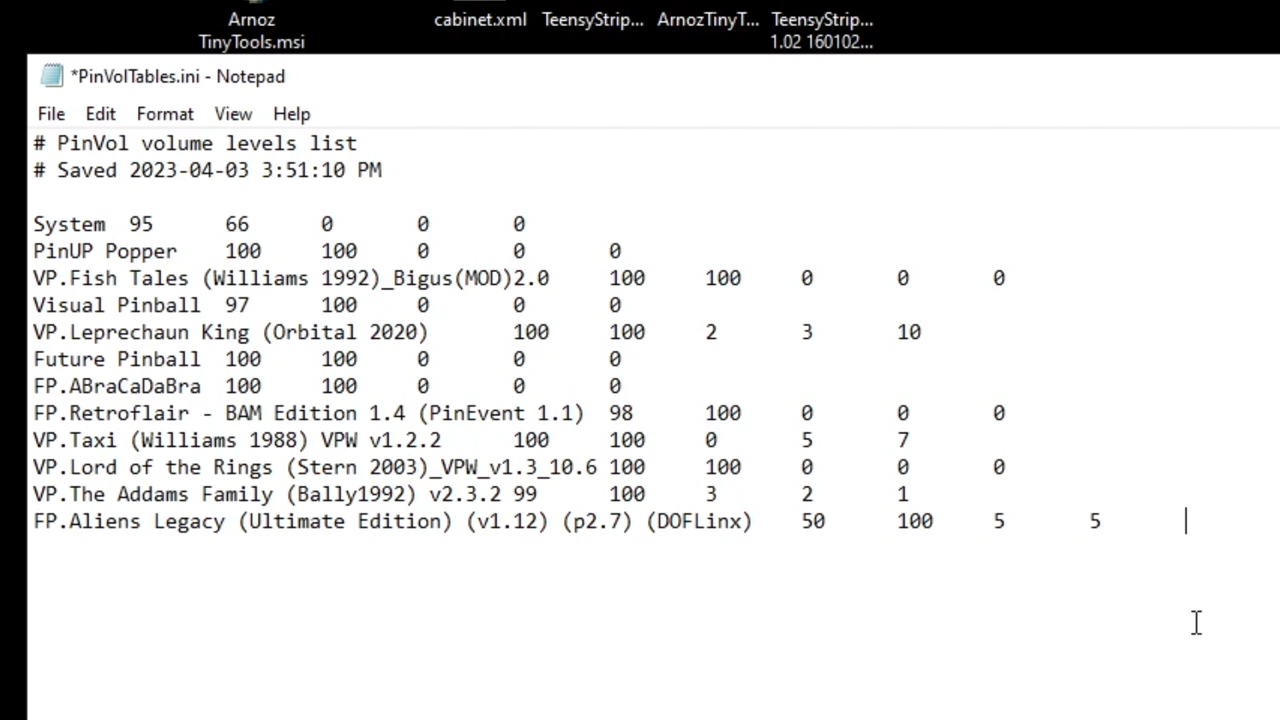 Arnoz
TinyTools.msi
cabinet.xml
TeensyStrip...
ArnozTinyT...
TeensyStrip...
1.02 160102...
*PinVolTables.ini - Notepad
File Edit Format View Help
# PinVol volume levels list
# Saved 2023-04-03 3:51:10 PM
System 95 66 0 0 0
PinUP Popper 100 100 0 0 0
VP.Fish Tales (Williams 1992)_Bigus(MOD)2.0 100 100 0 0 0
Visual Pinball 97 100 0 0 0
VP.Leprechaun King (Orbital 2020) 100 100 2 3 10
Future Pinball 100 100 0 0 0
FP.ABraCaDaBra 100 100 0 0 0
FP.Retroflair - BAM Edition 1.4 (PinEvent 1.1) 98 100 0 0 0
VP.Taxi (Williams 1988) VPW v1.2.2 100 100 0 5 7
VP.Lord of the Rings (Stern 2003)_VPW_v1.3_10.6 100 100 0 0 0
VP.The Addams Family (Bally1992) v2.3.2 99 100 3 2 1
FP.Aliens Legacy (Ultimate Edition) (v1.12) (p2.7) (DOFLinx) 50 100 5 5